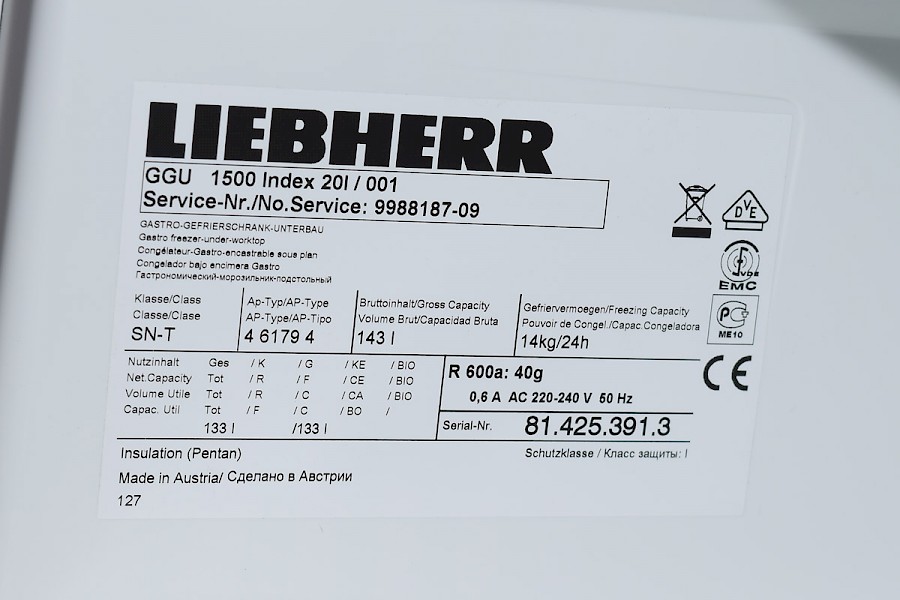 LIEBHERR
GGU 1500 Index 20I / 001
Service-Nr./No.Service: 9988187-09
GASTRO-GEFRIERSCHRANK-UNTERBAU
Gastro freezer-under-worktop
Congélateur-Gastro-encastrable sous plan
Congelador bajo encimera Gastro
Гастрономический-морозильник-подстольный
DVE
VDE
EMC
РСТ
ME10
CE
Klasse/Class
Classe/Clase
SN-T
Ap-Typ/AP-Type
AP-Type/AP-Tipo
4 6179 4
Bruttoinhalt/Gross Capacity
Volume Brut/Capacidad Bruta
143 l
Gefriervermoegen/Freezing Capacity
Pouvoir de Congel./Capac.Congeladora
14kg/24h
Nutzinhalt Ges / K / G / KE / BIO
Net.Capacity Tot / R / F / CE / BIO
Volume Utile Tot / R / C / CA / BIO
Capac. Util Tot / F / C / BO /
133 l /133 l
R 600a: 40g
0,6 A AC 220-240 V 50 Hz
Serial-Nr. 81.425.391.3
Schutzklasse / Класс защиты: I
Insulation (Pentan)
Made in Austria/ Сделано в Австрии
127